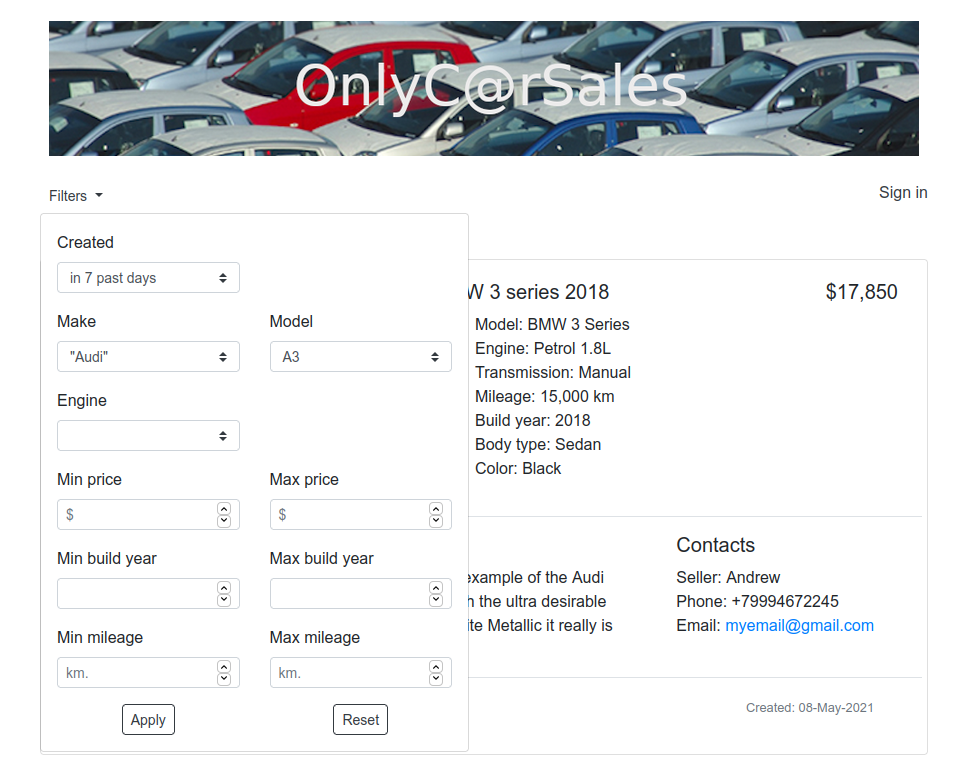 OnlyC@rSales
Filters
Sign in
Created
in 7 past days
Make
Model
"Audi"
A3
Engine
Min price
Max price
$
$
Min build year
Max build year
Min mileage
Max mileage
km.
km.
Apply
Reset
3 series 2018
$17,850
Model: BMW 3 Series
Engine: Petrol 1.8L
Transmission: Manual
Mileage: 15,000 km
Build year: 2018
Body type: Sedan
Color: Black
example of the Audi
the ultra desirable
Metallic it really is
Contacts
Seller: Andrew
Phone: +79994672245
Email: myemail@gmail.com
Created: 08-May-2021